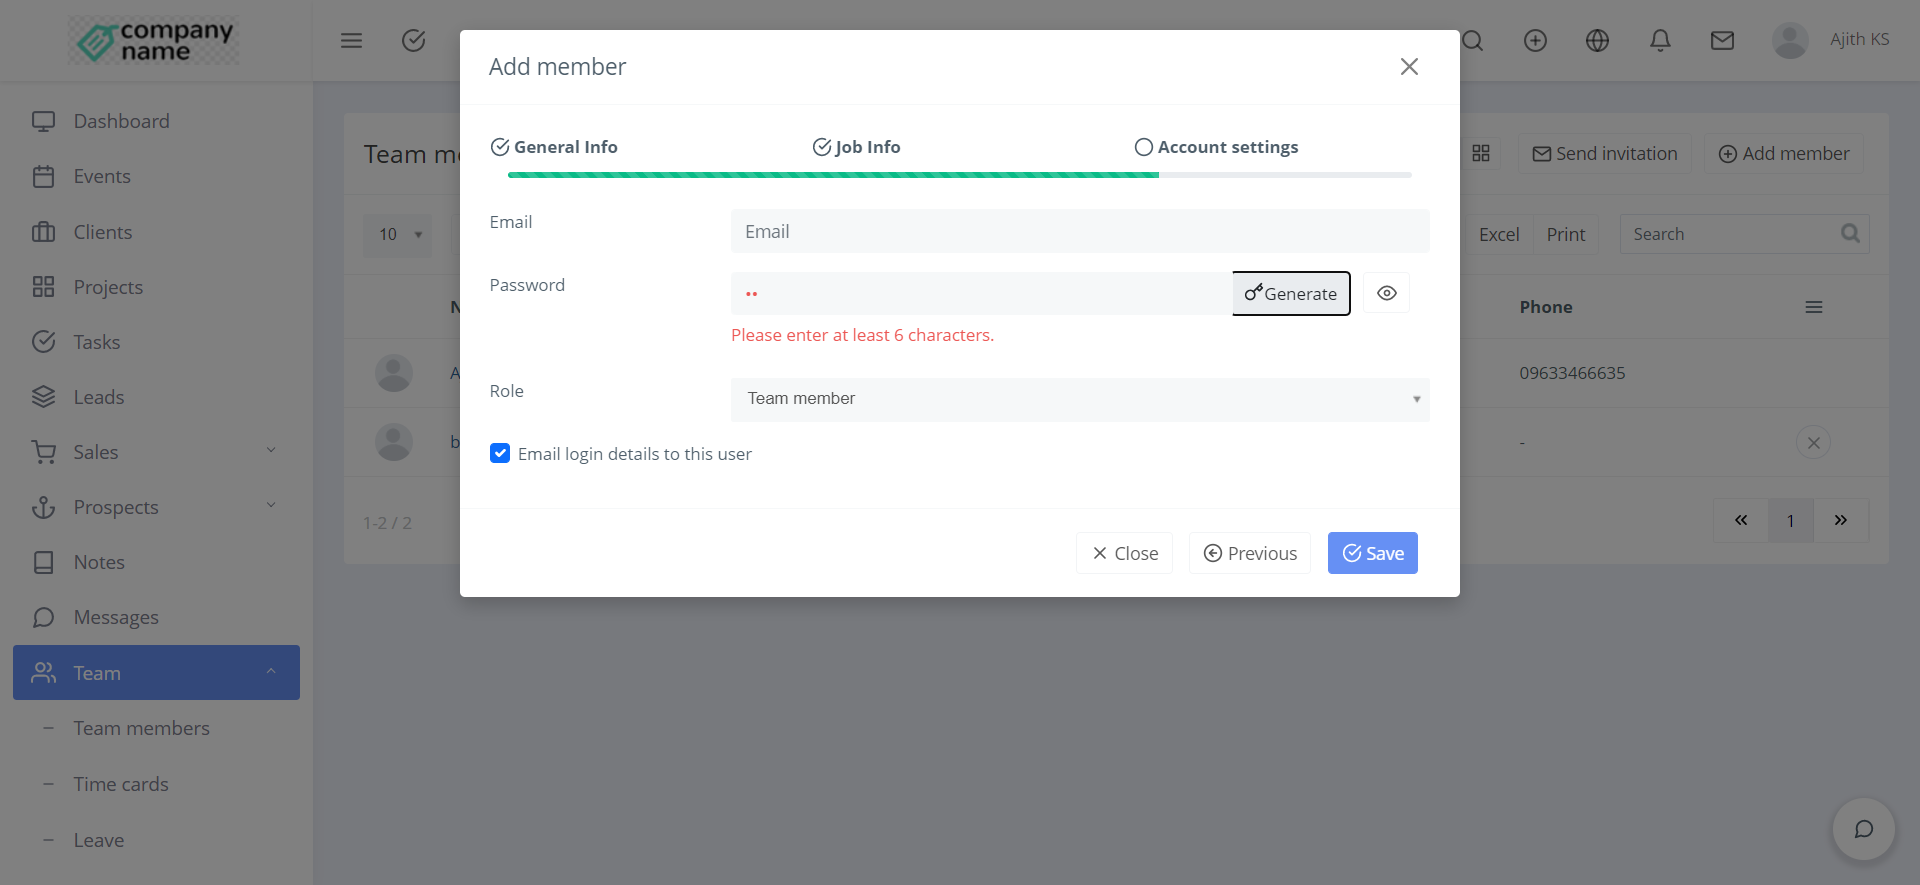 company
name
Ajith KS
Dashboard
Events
Clients
Projects
Tasks
Leads
Sales
Prospects
Notes
Messages
Team
Team members
Time cards
Leave
Add member
General Info
Job Info
Account settings
Email
Email
Password
••
Generate
Please enter at least 6 characters.
Role
Team member
Email login details to this user
Close
Previous
Save
Team
Send invitation
Add member
10
Excel
Print
Search
Phone
09633466635
-
1-2 / 2
«
1
»